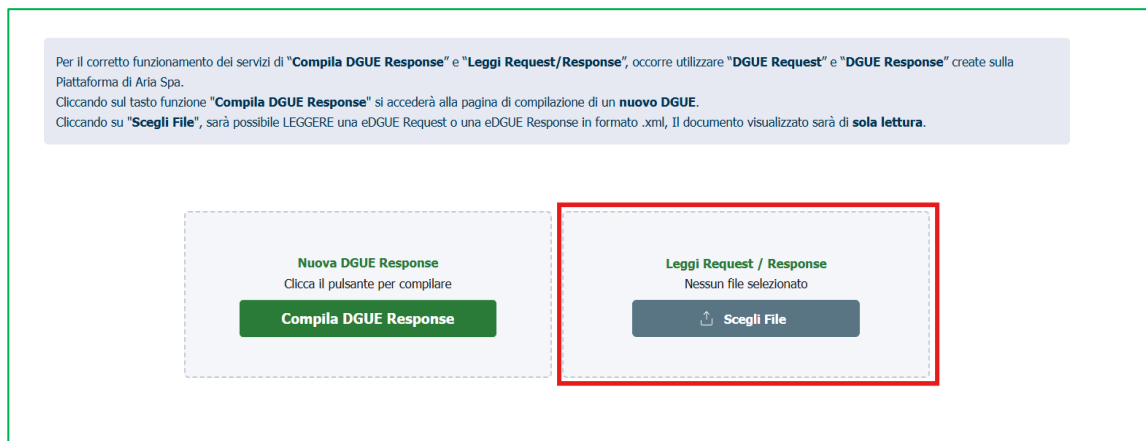 Per il corretto funzionamento dei servizi di “Compila DGUE Response” e “Leggi Request/Response”, occorre utilizzare “DGUE Request” e “DGUE Response” create sulla
Piattaforma di Aria Spa.
Cliccando sul tasto funzione "Compila DGUE Response" si accederà alla pagina di compilazione di un nuovo DGUE.
Cliccando su "Scegli File", sarà possibile LEGGERE una eDGUE Request o una eDGUE Response in formato .xml, Il documento visualizzato sarà di sola lettura.
Nuova DGUE Response
Clicca il pulsante per compilare
Compila DGUE Response
Leggi Request / Response
Nessun file selezionato
Scegli File